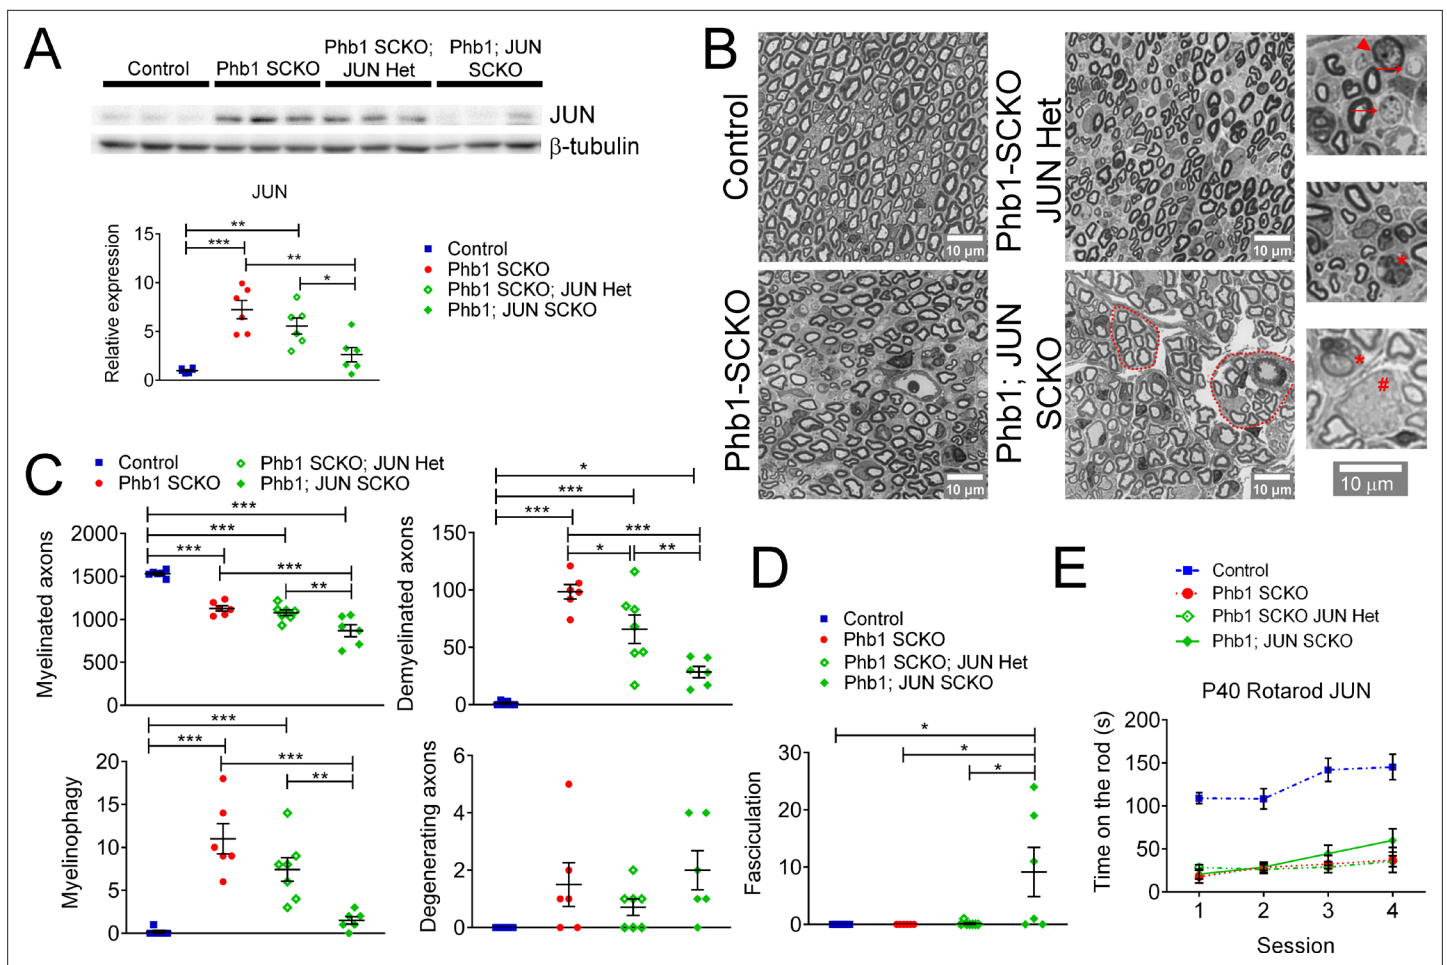 A
Control
Phb1 SCKO
Phb1 SCKO;
JUN Het
Phb1; JUN
SCKO
JUN
β-tubulin
JUN
Relative expression
15
10
5
0
**
***
**
*
Control
Phb1 SCKO
Phb1 SCKO; JUN Het
Phb1; JUN SCKO
B
Control
10 µm
Phb1-SCKO
JUN Het
10 µm
Phb1-SCKO
10 µm
Phb1; JUN
SCKO
10 µm
*
*
#
10 µm
C
Control
Phb1 SCKO
Phb1 SCKO; JUN Het
Phb1; JUN SCKO
Myelinated axons
2000
1500
1000
500
0
***
***
***
***
**
Demyelinated axons
150
100
50
0
*
***
***
***
*
**
Myelinophagy
20
15
10
5
0
***
***
***
**
Degenerating axons
6
4
2
0
D
Control
Phb1 SCKO
Phb1 SCKO; JUN Het
Phb1; JUN SCKO
Fasciculation
30
20
10
0
*
*
*
E
Control
Phb1 SCKO
Phb1 SCKO JUN Het
Phb1; JUN SCKO
P40 Rotarod JUN
Time on the rod (s)
200
150
100
50
0
1 2 3 4
Session